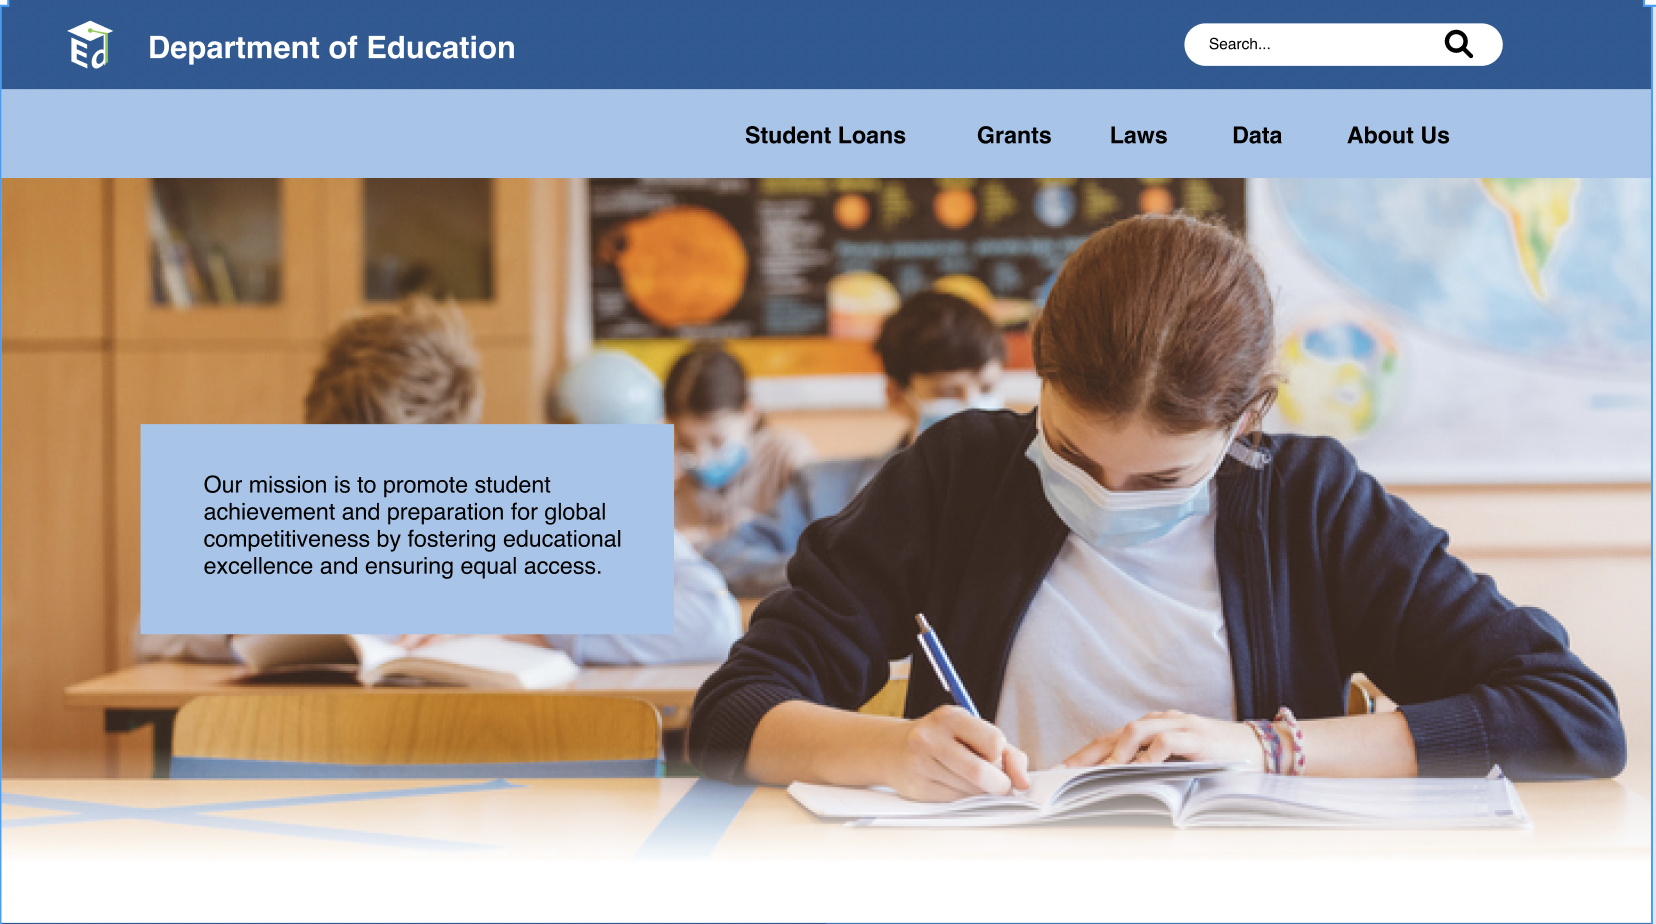 Ed
Department of Education
Search...
Student Loans Grants Laws Data About Us
Our mission is to promote student
achievement and preparation for global
competitiveness by fostering educational
excellence and ensuring equal access.